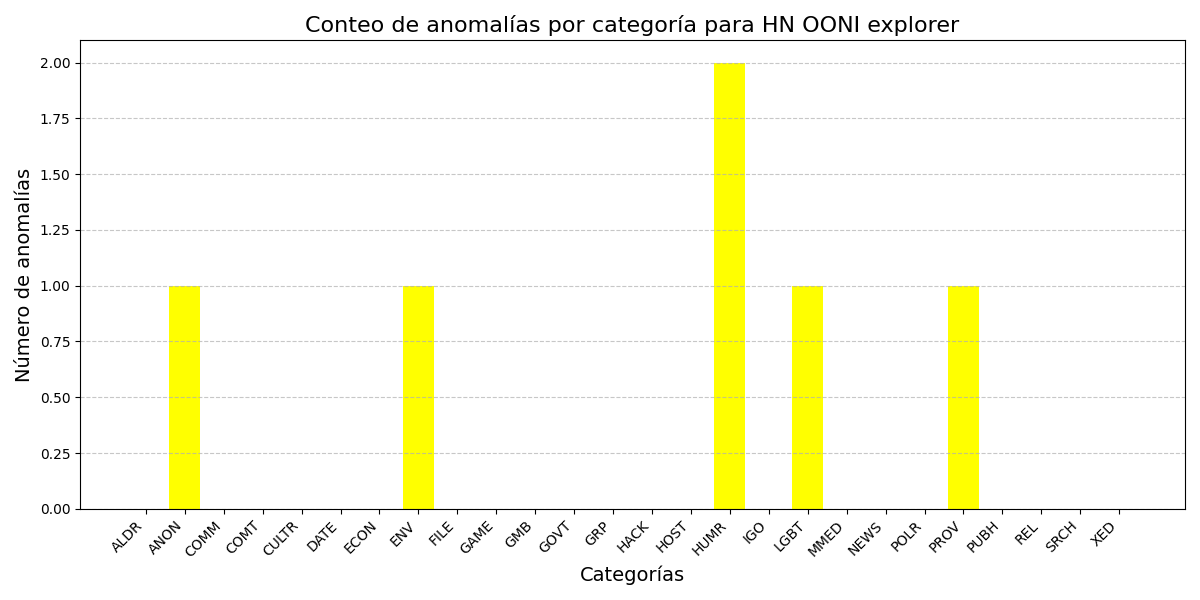 Conteo de anomalías por categoría para HN OONI explorer
Número de anomalías
2.00
1.75
1.50
1.25
1.00
0.75
0.50
0.25
0.00
ALDR
ANON
COMM
COMT
CULTR
DATE
ECON
ENV
FILE
GAME
GMB
GOVT
GRP
HACK
HOST
HUMR
IGO
LGBT
MMED
NEWS
POLR
PROV
PUBH
REL
SRCH
XED
Categorías